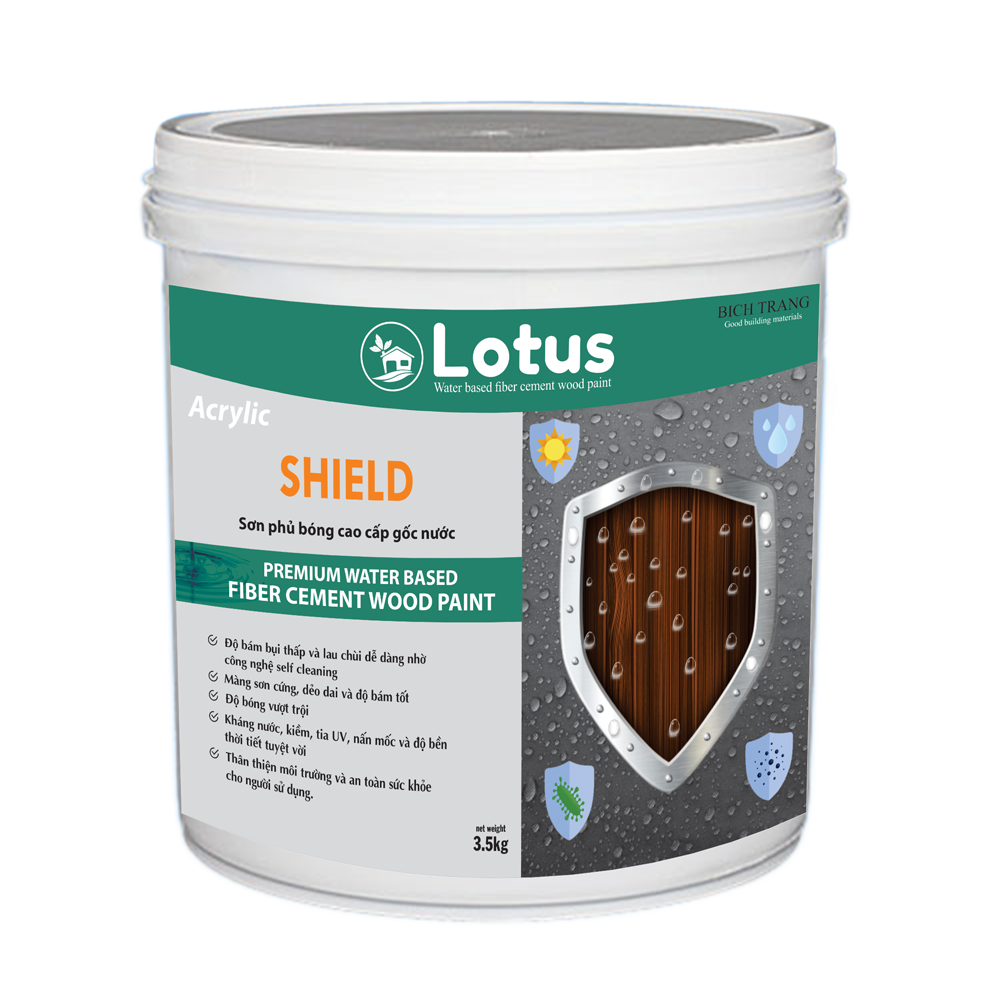 BICH TRANG
Good building materials
Lotus
Water based fiber cement wood paint
Acrylic
SHIELD
Sơn phủ bóng cao cấp gốc nước
PREMIUM WATER BASED
FIBER CEMENT WOOD PAINT
Độ bám bụi thấp và lau chùi dễ dàng nhờ
công nghệ self cleaning
Màng sơn cứng, dẻo dai và độ bám tốt
Độ bóng vượt trội
Kháng nước, kiềm, tia UV, nấn mốc và độ bền
thời tiết tuyệt vời
Thân thiện môi trường và an toàn sức khỏe
cho người sử dụng.
net weight
3.5kg